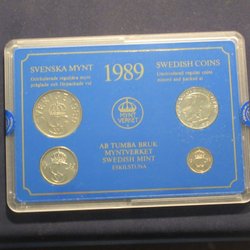 SVENSKA MYNT
Ocirkulerade regulära mynt
präglade och förpackade vid
1989
SWEDISH COINS
Uncirculated regular coins
minted and packed at
MYNT
VERKET
AB TUMBA BRUK
MYNTVERKET
SWEDISH MINT
ESKILSTUNA